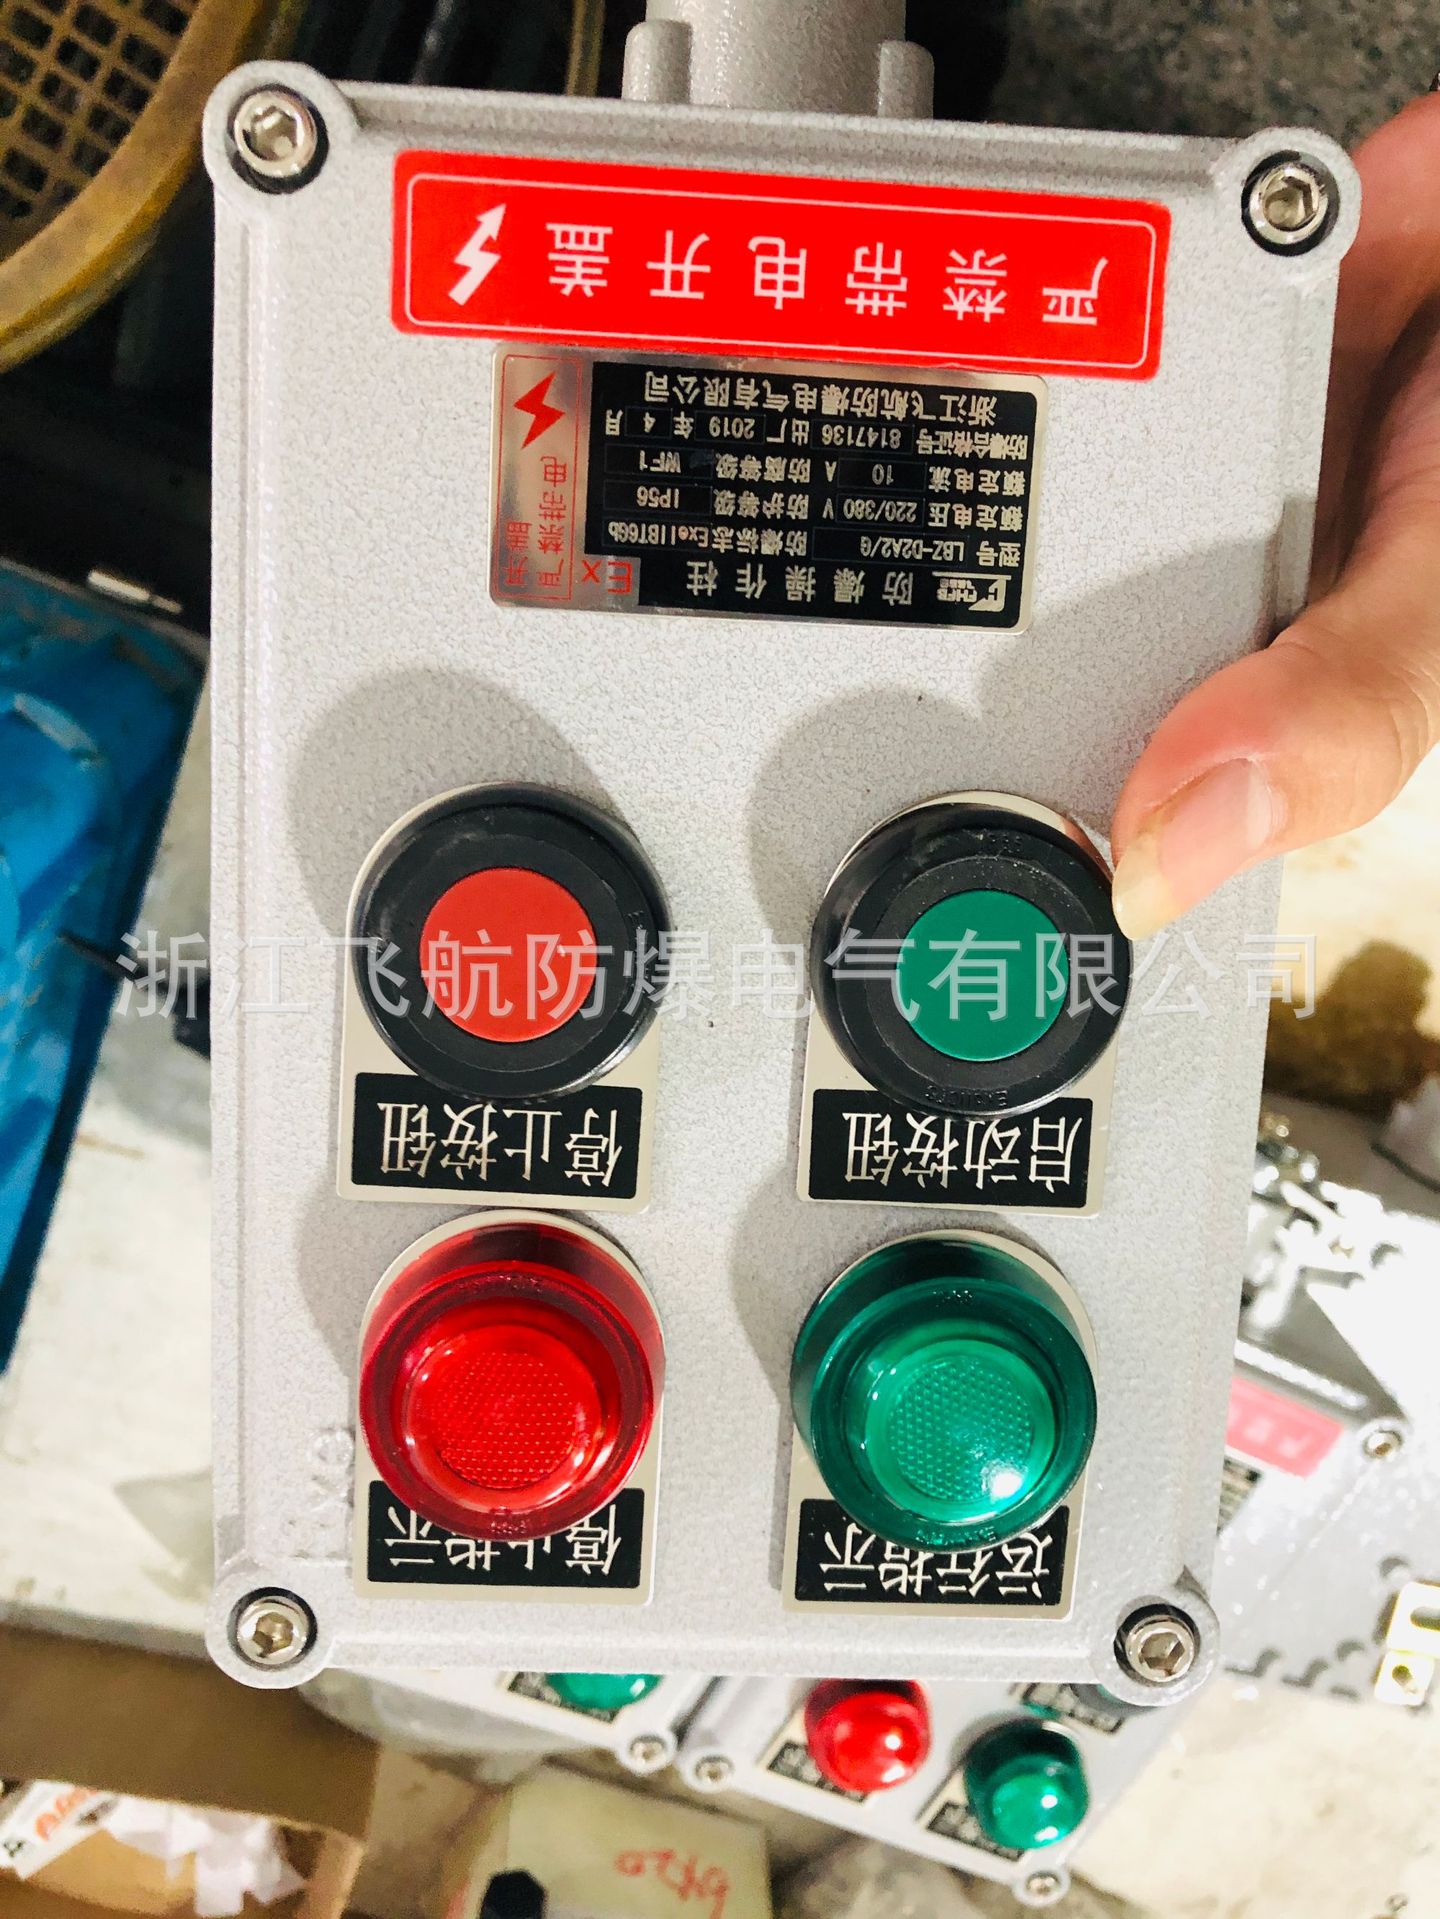 运行指示
停止指示
启动按钮
停止按钮
防爆操作柱
Ex
型号 LBZ-D2A2/G 防爆标志 ExeIIBT6Gb
额定电压 220/380 V 防护等级 IP56
额定电流 10 A 防腐等级 WF1
防爆合格证号 8147136 出厂 2019 年 4 月
浙江飞航防爆电气有限公司
严禁带电
开盖
严禁带电开盖
浙江飞航防爆电气有限公司